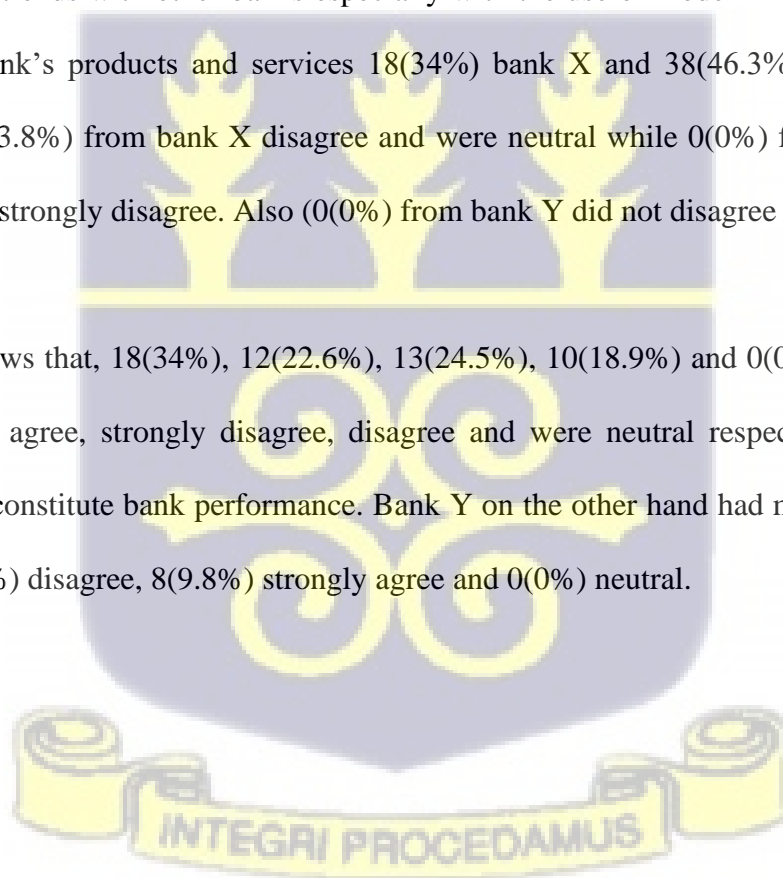 nk's products and services 18(34%) bank X and 38(46.3%
3.8%) from bank X disagree and were neutral while 0(0%) f
strongly disagree. Also (0(0%) from bank Y did not disagree
ws that, 18(34%), 12(22.6%), 13(24.5%), 10(18.9%) and 0(0
agree, strongly disagree, disagree and were neutral respec
constitute bank performance. Bank Y on the other hand had
%) disagree, 8(9.8%) strongly agree and 0(0%) neutral.
INTEGRI PROCEDAMUS